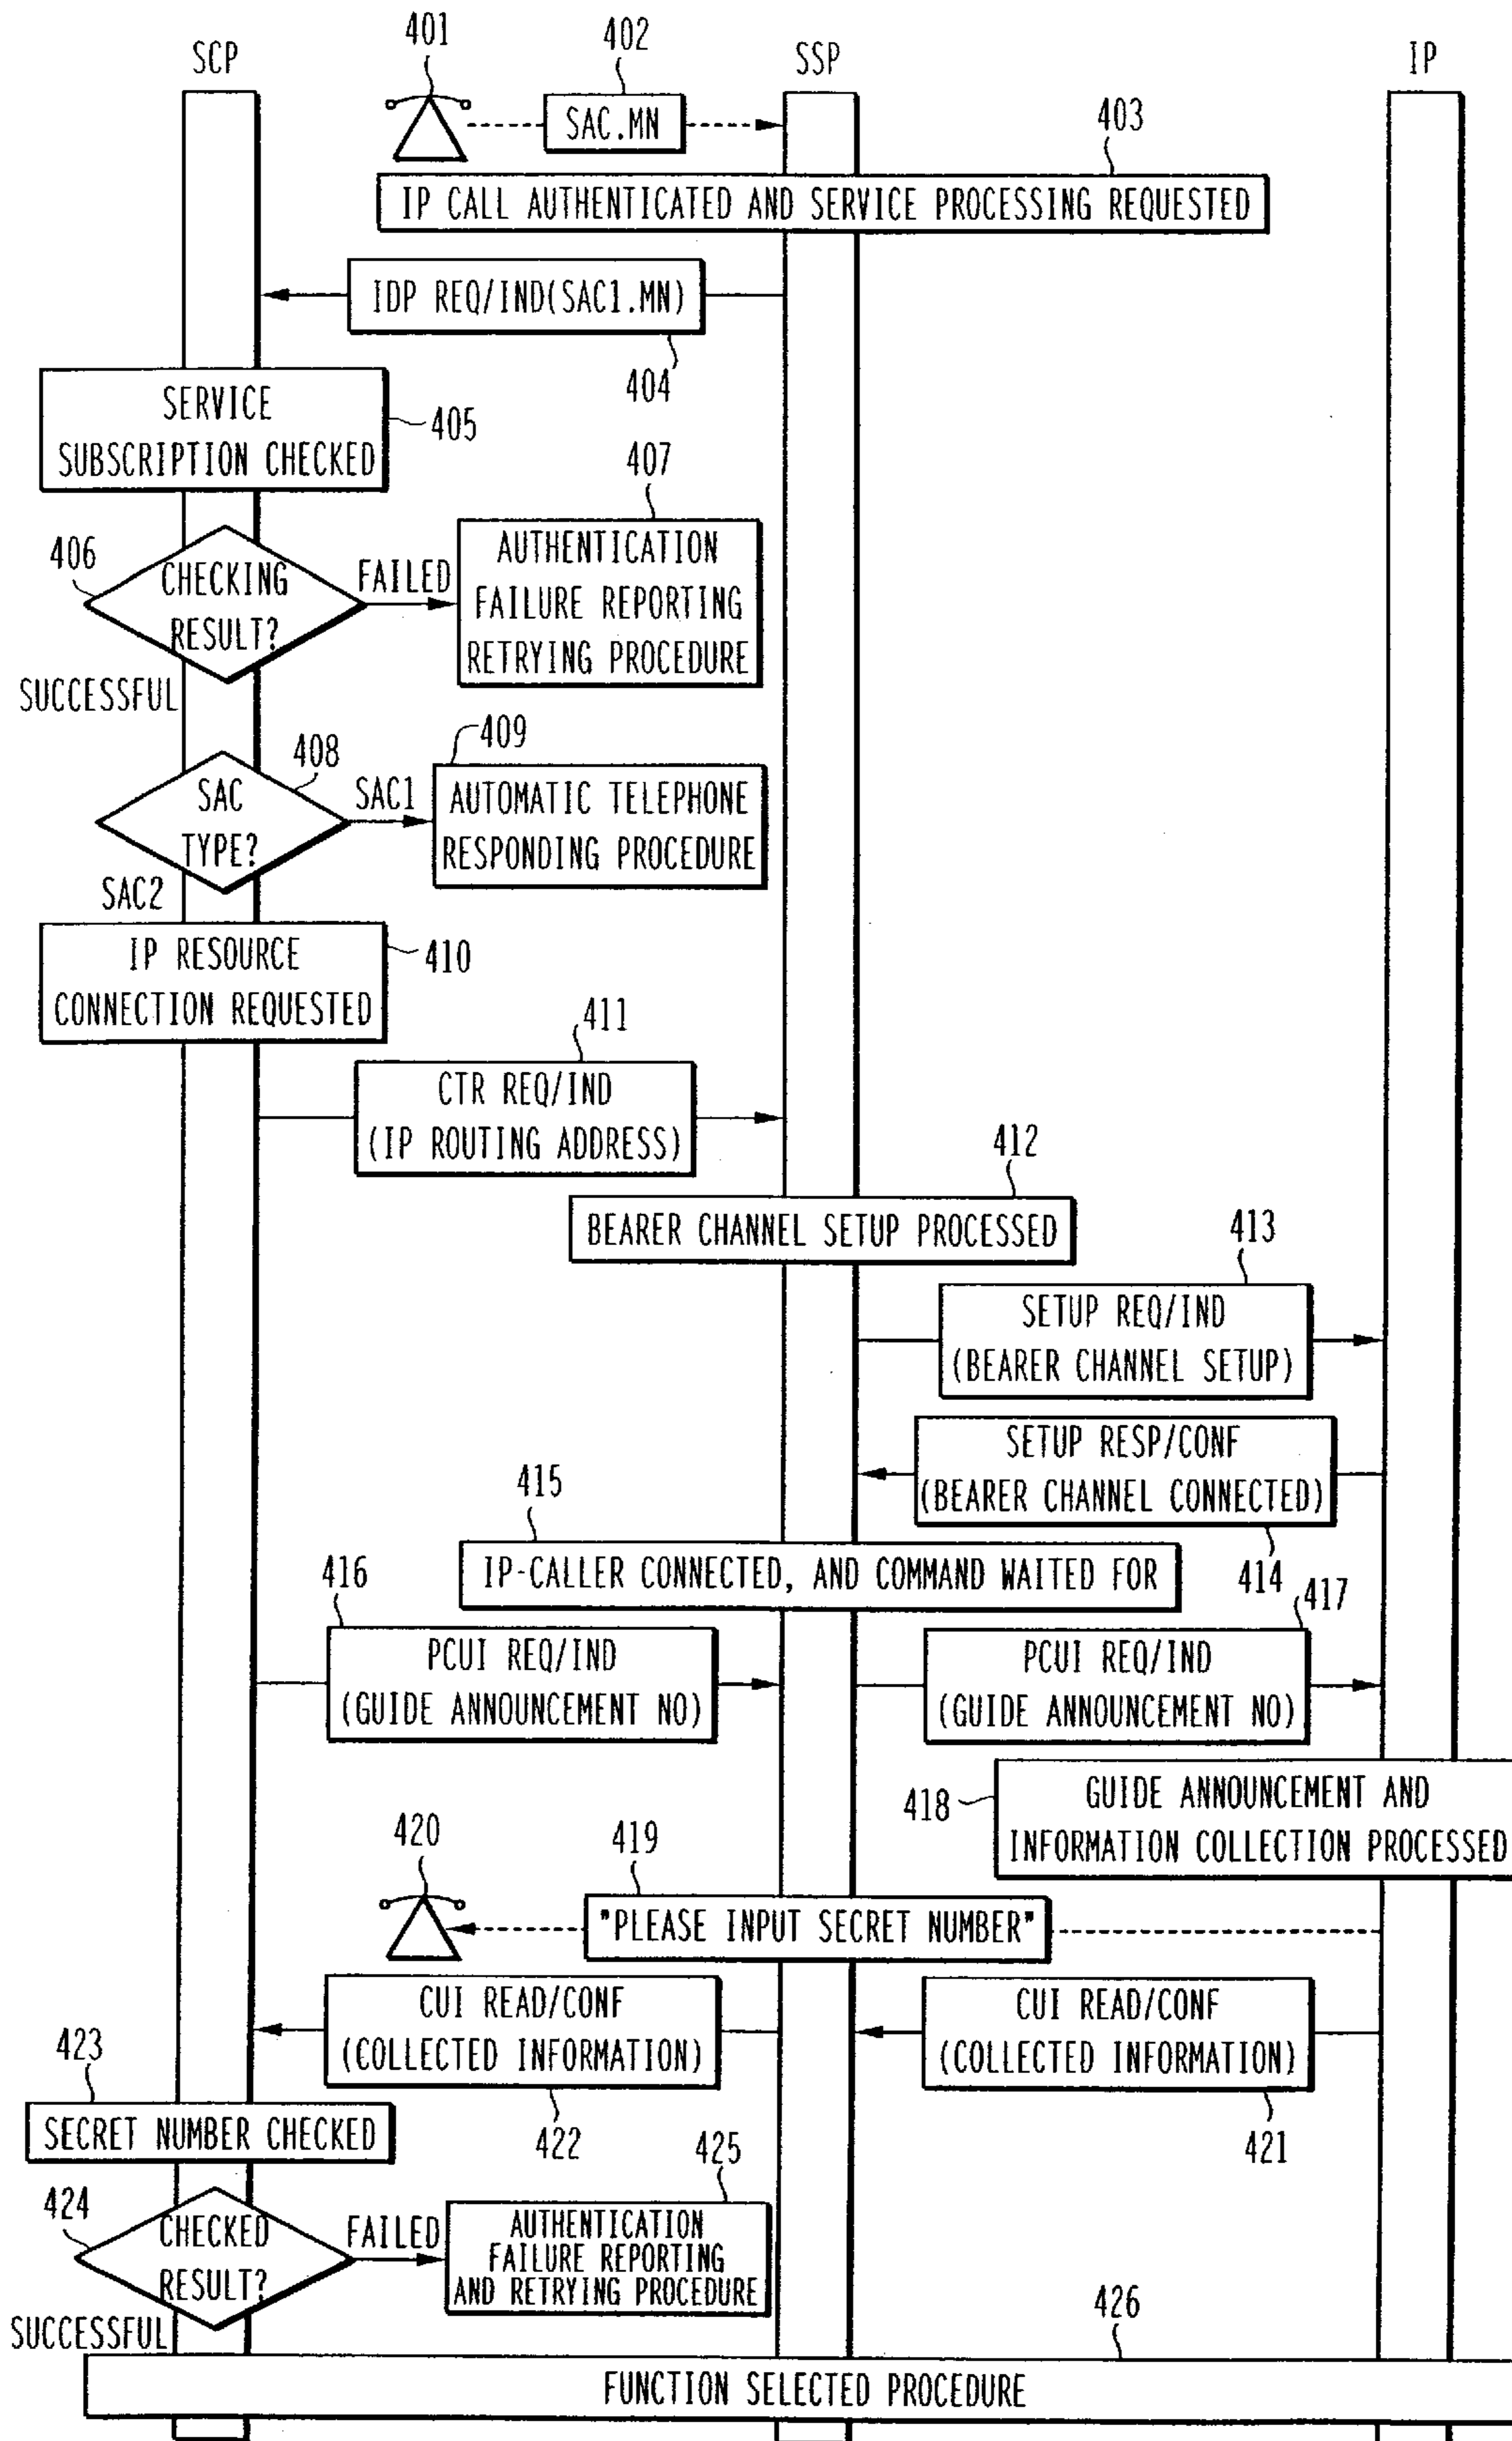 401
402
SCP
SSP
IP
SAC.MN
403
IP CALL AUTHENTICATED AND SERVICE PROCESSING REQUESTED
IDP REQ/IND(SAC1.MN)
404
SERVICE
SUBSCRIPTION CHECKED
405
407
406
CHECKING
RESULT?
FAILED
AUTHENTICATION
FAILURE REPORTING
RETRYING PROCEDURE
SUCCESSFUL
408
409
SAC
TYPE?
SAC1
AUTOMATIC TELEPHONE
RESPONDING PROCEDURE
SAC2
IP RESOURCE
CONNECTION REQUESTED
410
411
CTR REQ/IND
(IP ROUTING ADDRESS)
412
BEARER CHANNEL SETUP PROCESSED
413
SETUP REQ/IND
(BEARER CHANNEL SETUP)
SETUP RESP/CONF
(BEARER CHANNEL CONNECTED)
414
415
IP-CALLER CONNECTED, AND COMMAND WAITED FOR
416
417
PCUI REQ/IND
(GUIDE ANNOUNCEMENT NO)
PCUI REQ/IND
(GUIDE ANNOUNCEMENT NO)
418
GUIDE ANNOUNCEMENT AND
INFORMATION COLLECTION PROCESSED
420
419
"PLEASE INPUT SECRET NUMBER"
CUI READ/CONF
(COLLECTED INFORMATION)
422
CUI READ/CONF
(COLLECTED INFORMATION)
421
423
SECRET NUMBER CHECKED
425
424
CHECKED
RESULT?
FAILED
AUTHENTICATION
FAILURE REPORTING
AND RETRYING PROCEDURE
SUCCESSFUL
426
FUNCTION SELECTED PROCEDURE